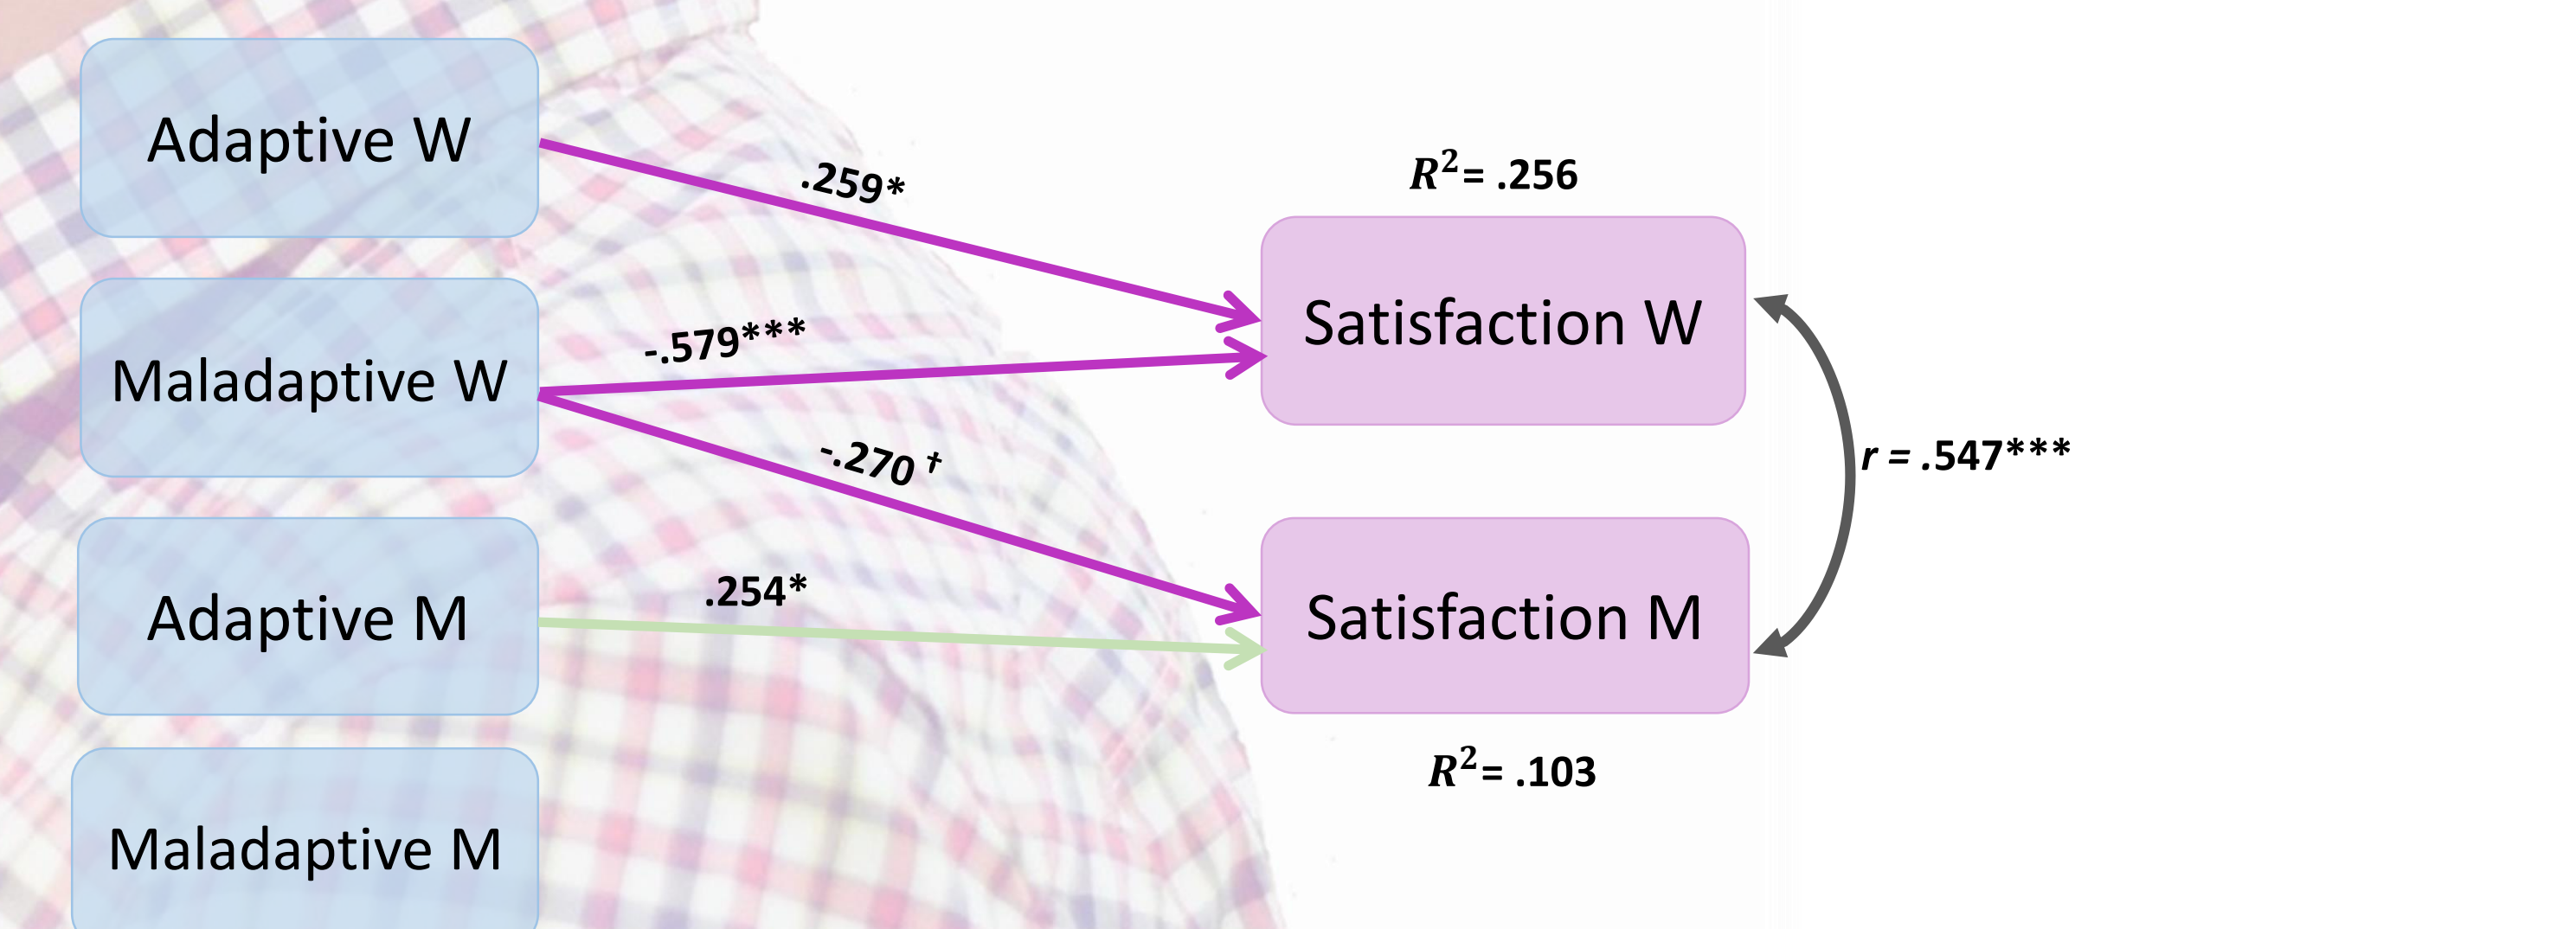 Adaptive W
.259*
R²= .256
Maladaptive W
-.579***
Satisfaction W
-.270 †
r = .547***
Adaptive M
.254*
Satisfaction M
R²= .103
Maladaptive M